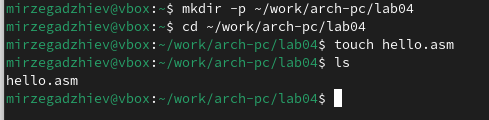 mirzegadzhiev@vbox:~$ mkdir -p ~/work/arch-pc/lab04
mirzegadzhiev@vbox:~$ cd ~/work/arch-pc/lab04
mirzegadzhiev@vbox:~/work/arch-pc/lab04$ touch hello.asm
mirzegadzhiev@vbox:~/work/arch-pc/lab04$ ls
hello.asm
mirzegadzhiev@vbox:~/work/arch-pc/lab04$